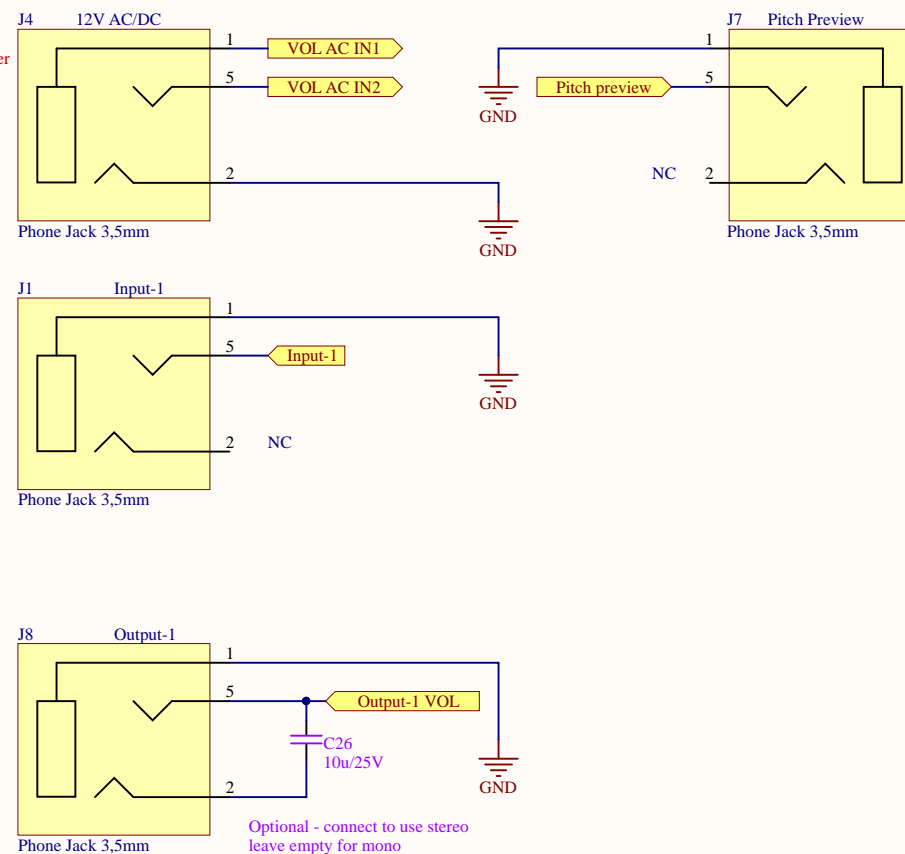 J4 12V AC/DC
er
1
VOL AC IN1
5
VOL AC IN2
2
GND
Phone Jack 3,5mm
J7 Pitch Preview
1
GND
Pitch preview
5
NC 2
Phone Jack 3,5mm
J1 Input-1
1
5
Input-1
GND
2 NC
Phone Jack 3,5mm
J8 Output-1
1
5
Output-1 VOL
C26
10u/25V
GND
2
Optional - connect to use stereo
leave empty for mono
Phone Jack 3,5mm